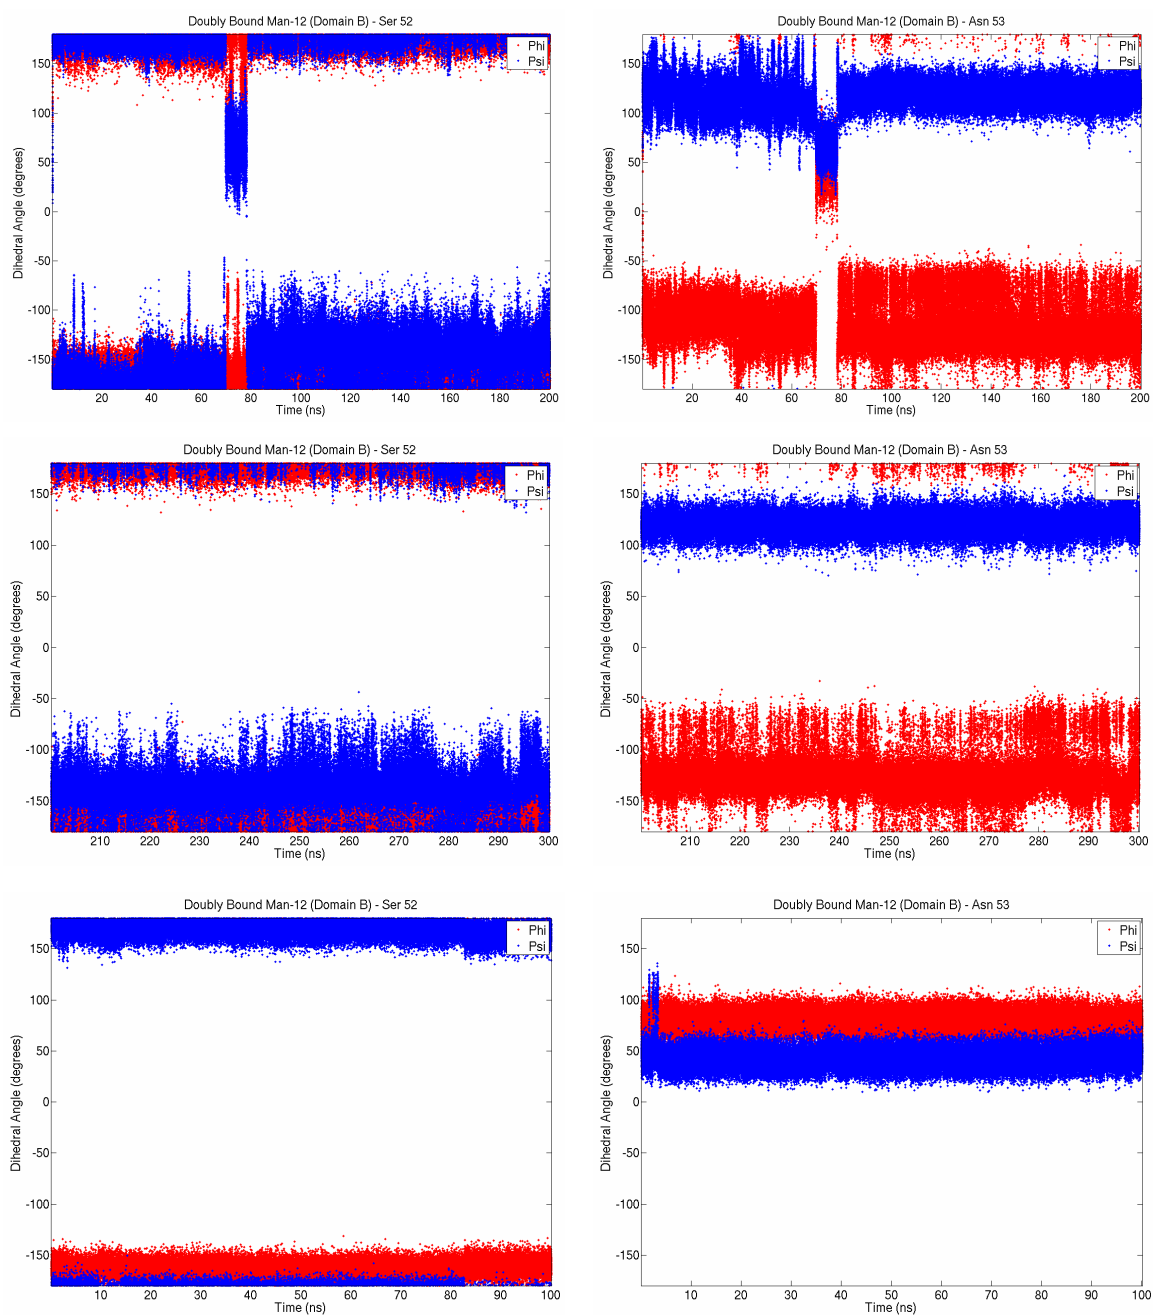 Doubly Bound Man-12 (Domain B) - Ser 52
Dihedral Angle (degrees)
150
100
50
0
-50
-100
-150
Phi
Psi
20 40 60 80 100 120 140 160 180 200
Time (ns)
Doubly Bound Man-12 (Domain B) - Asn 53
Dihedral Angle (degrees)
150
100
50
0
-50
-100
-150
Phi
Psi
20 40 60 80 100 120 140 160 180 200
Time (ns)
Doubly Bound Man-12 (Domain B) - Ser 52
Dihedral Angle (degrees)
150
100
50
0
-50
-100
-150
Phi
Psi
210 220 230 240 250 260 270 280 290 300
Time (ns)
Doubly Bound Man-12 (Domain B) - Asn 53
Dihedral Angle (degrees)
150
100
50
0
-50
-100
-150
Phi
Psi
210 220 230 240 250 260 270 280 290 300
Time (ns)
Doubly Bound Man-12 (Domain B) - Ser 52
Dihedral Angle (degrees)
150
100
50
0
-50
-100
-150
Phi
Psi
10 20 30 40 50 60 70 80 90 100
Time (ns)
Doubly Bound Man-12 (Domain B) - Asn 53
Dihedral Angle (degrees)
150
100
50
0
-50
-100
-150
Phi
Psi
10 20 30 40 50 60 70 80 90 100
Time (ns)